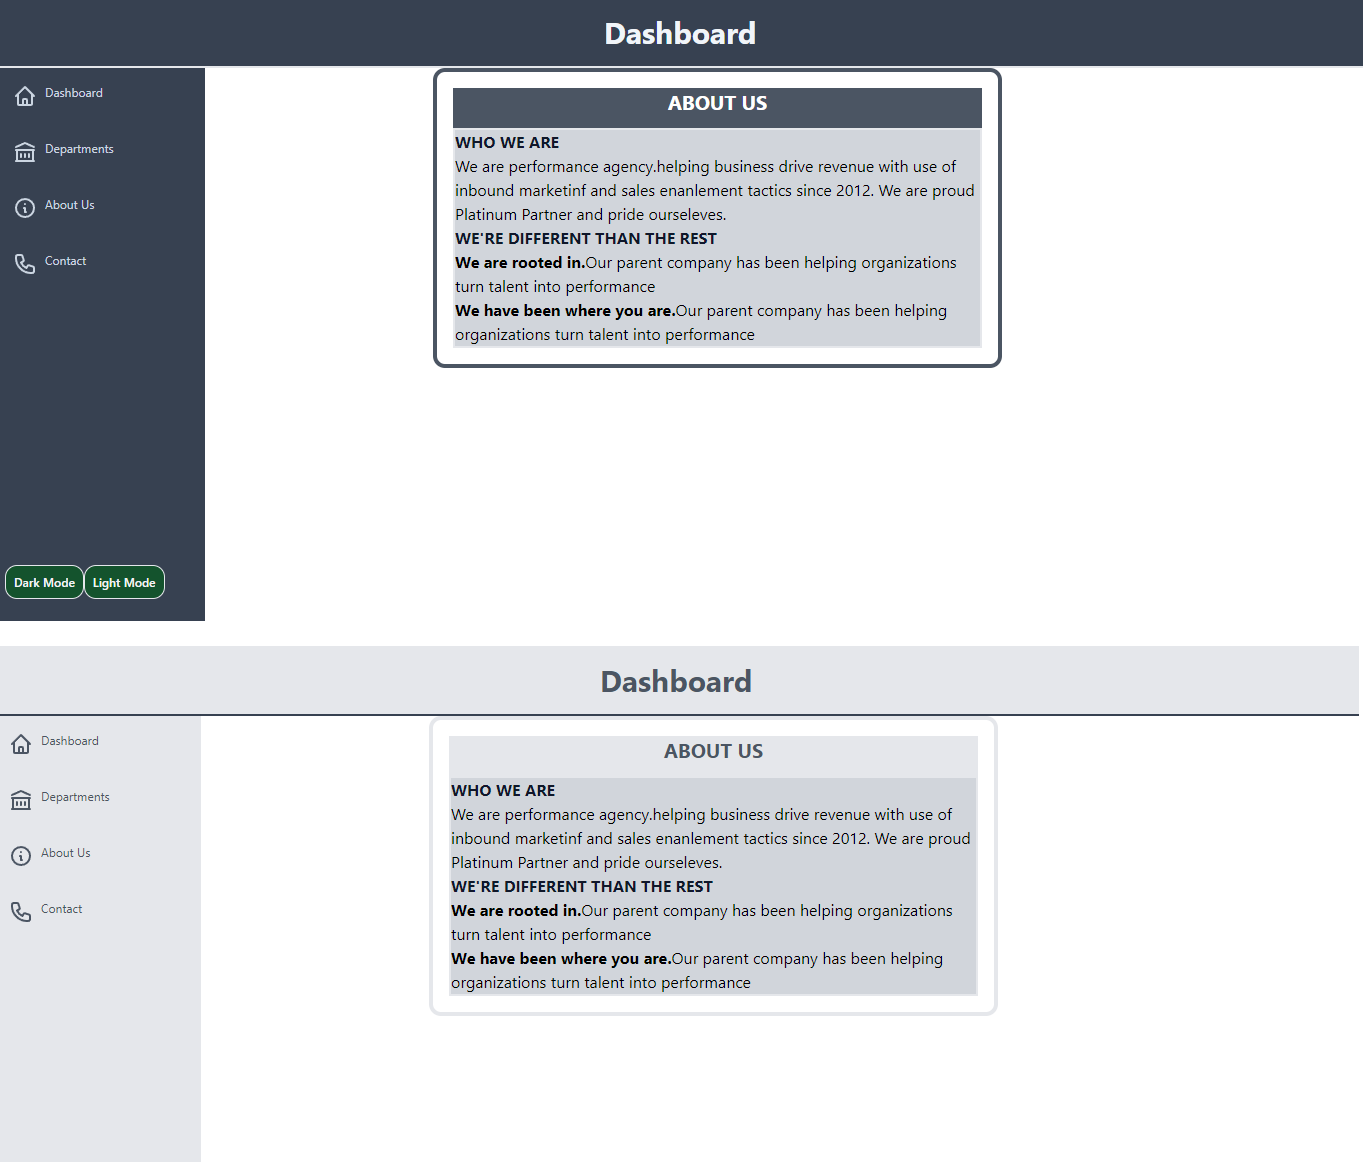 Dashboard
Dashboard
Departments
About Us
Contact
Dark Mode
Light Mode
ABOUT US
WHO WE ARE
We are performance agency.helping business drive revenue with use of
inbound marketinf and sales enanlement tactics since 2012. We are proud
Platinum Partner and pride ourseleves.
WE'RE DIFFERENT THAN THE REST
We are rooted in.Our parent company has been helping organizations
turn talent into performance
We have been where you are.Our parent company has been helping
organizations turn talent into performance
Dashboard
Dashboard
Departments
About Us
Contact
ABOUT US
WHO WE ARE
We are performance agency.helping business drive revenue with use of
inbound marketinf and sales enanlement tactics since 2012. We are proud
Platinum Partner and pride ourseleves.
WE'RE DIFFERENT THAN THE REST
We are rooted in.Our parent company has been helping organizations
turn talent into performance
We have been where you are.Our parent company has been helping
organizations turn talent into performance